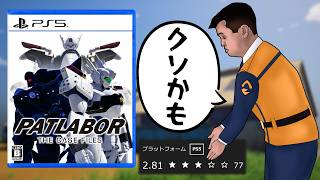 PS5
PATLABOR
THE CASE FILES
クソかも
プラットフォーム PS5
2.81 ★★★☆☆ 77